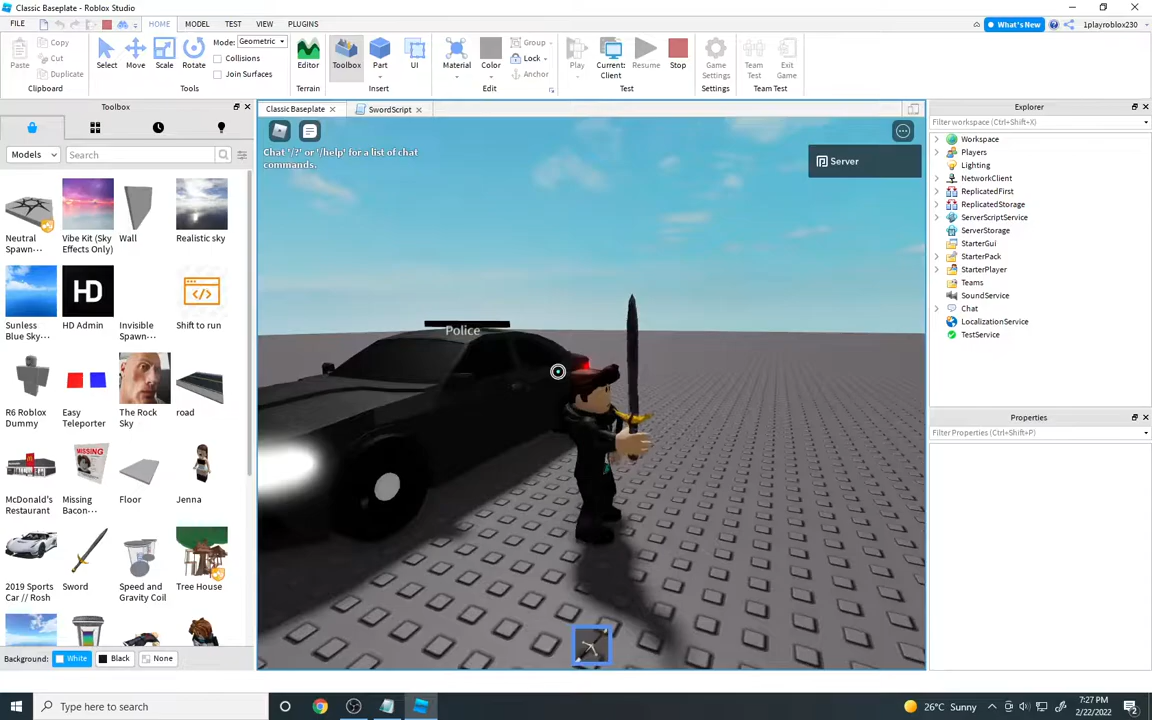 Classic Baseplate - Roblox Studio
FILE HOME MODEL TEST VIEW PLUGINS What's New 1playroblox230
Paste Copy Cut Duplicate Select Move Scale Rotate Mode: Geometric Collisions Join Surfaces Editor Toolbox Part UI Material Color Group Lock Anchor Play Current: Client Resume Stop Game Settings Team Test Exit Game
Clipboard Tools Terrain Insert Edit Test Settings Team Test
Toolbox
Models Search
Neutral Spawn... Vibe Kit (Sky Effects Only) Wall Realistic sky
HD
Sunless Blue Sky... HD Admin Invisible Spawn... Shift to run
R6 Roblox Dummy Easy Teleporter The Rock Sky road
MISSING
McDonald's Restaurant Missing Bacon... Floor Jenna
2019 Sports Car // Rosh Sword Speed and Gravity Coil Tree House
Background: White Black None
Classic Baseplate SwordScript
Chat '/?' or '/help' for a list of chat
commands.
Server
Police
Explorer
Filter workspace (Ctrl+Shift+X)
Workspace
Players
Lighting
NetworkClient
ReplicatedFirst
ReplicatedStorage
ServerScriptService
ServerStorage
StarterGui
StarterPack
StarterPlayer
Teams
SoundService
Chat
LocalizationService
TestService
Properties
Filter Properties (Ctrl+Shift+P)
Type here to search
26°C Sunny
7:27 PM
2/22/2022
2